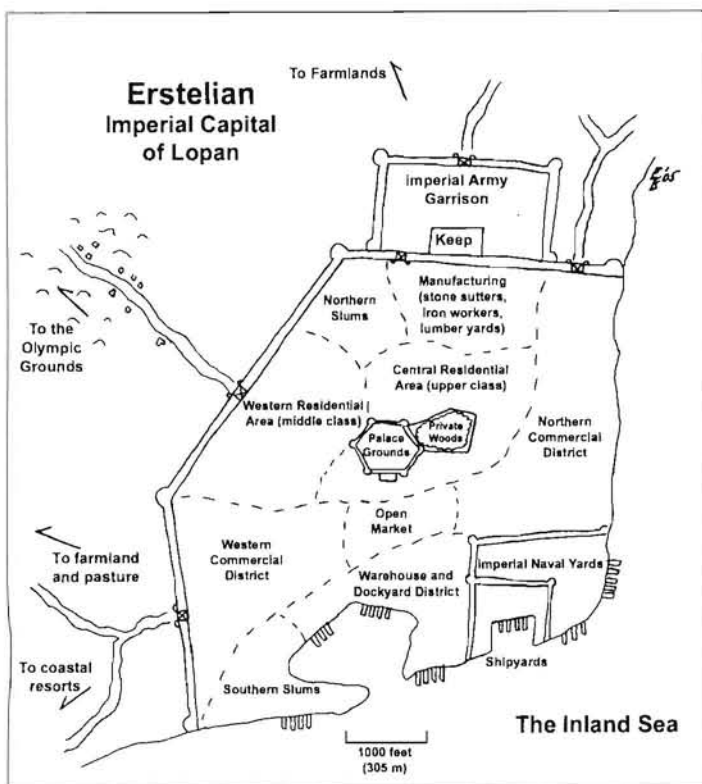 Erstelian
Imperial Capital
of Lopan
To Farmlands
Imperial Army
Garrison
Keep
To the
Olympic
Grounds
Northern
Slums
Manufacturing
(stone sutters,
Iron workers,
lumber yards)
Central Residential
Area (upper class)
Western Residential
Area (middle class)
Palace
Grounds
Private
Woods
Northern
Commercial
District
Open
Market
To farmland
and pasture
Western
Commercial
District
Warehouse and
Dockyard District
Imperial Naval Yards
To coastal
resorts
Southern Slums
Shipyards
The Inland Sea
1000 feet
(305 m)